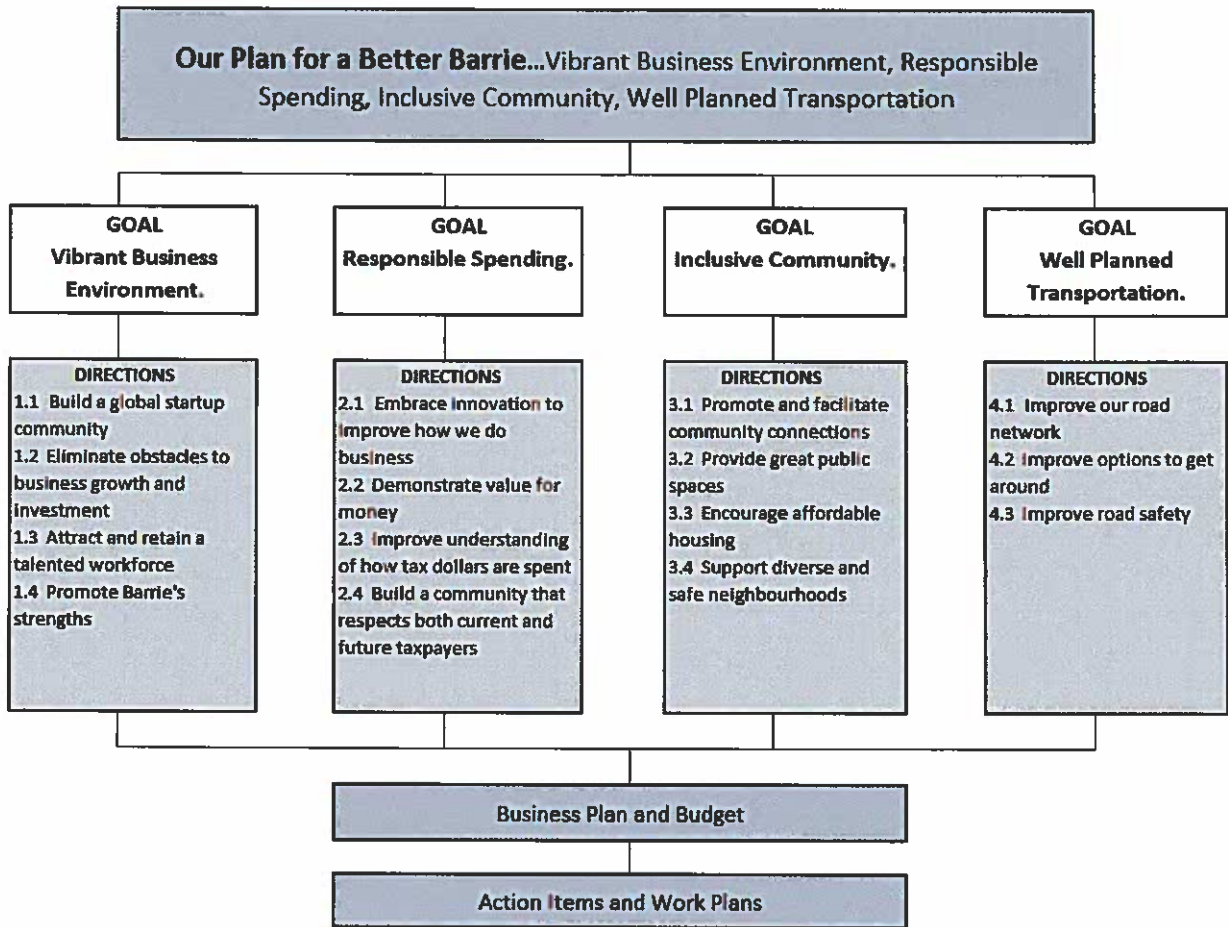 Our Plan for a Better Barrie...Vibrant Business Environment, Responsible
Spending, Inclusive Community, Well Planned Transportation
GOAL
Vibrant Business
Environment.
GOAL
Responsible Spending.
GOAL
Inclusive Community.
GOAL
Well Planned
Transportation.
DIRECTIONS
1.1 Build a global startup
community
1.2 Eliminate obstacles to
business growth and
investment
1.3 Attract and retain a
talented workforce
1.4 Promote Barrie's
strengths
DIRECTIONS
2.1 Embrace innovation to
improve how we do
business
2.2 Demonstrate value for
money
2.3 Improve understanding
of how tax dollars are spent
2.4 Build a community that
respects both current and
future taxpayers
DIRECTIONS
3.1 Promote and facilitate
community connections
3.2 Provide great public
spaces
3.3 Encourage affordable
housing
3.4 Support diverse and
safe neighbourhoods
DIRECTIONS
4.1 Improve our road
network
4.2 Improve options to get
around
4.3 Improve road safety
Business Plan and Budget
Action Items and Work Plans